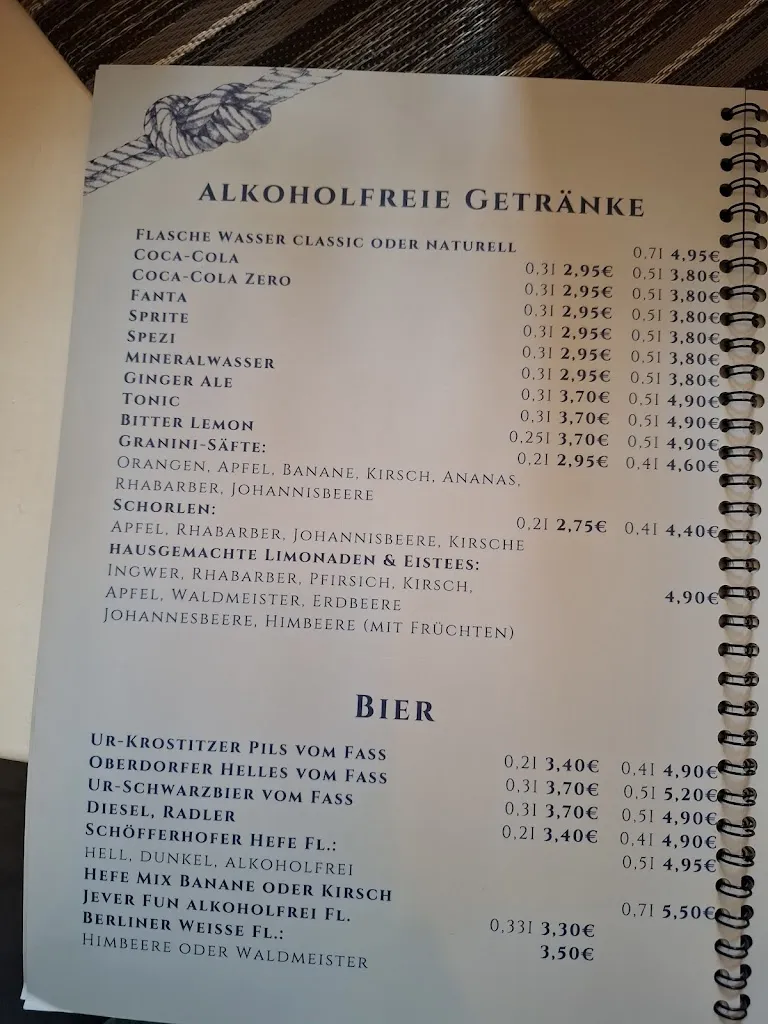 ALKOHOLFREIE GETRÄNKE
FLASCHE WASSER CLASSIC ODER NATURELL 0,7l 4,95€
COCA-COLA 0,3l 2,95€ 0,5l 3,80€
COCA-COLA ZERO 0,3l 2,95€ 0,5l 3,80€
FANTA 0,3l 2,95€ 0,5l 3,80€
SPRITE 0,3l 2,95€ 0,5l 3,80€
SPEZI 0,3l 2,95€ 0,5l 3,80€
MINERALWASSER 0,3l 2,95€ 0,5l 3,80€
GINGER ALE 0,3l 3,70€ 0,5l 4,90€
TONIC 0,3l 3,70€ 0,5l 4,90€
BITTER LEMON 0,25l 3,70€ 0,5l 4,90€
GRANINI-SÄFTE: 0,2l 2,95€ 0,4l 4,60€
ORANGEN, APFEL, BANANE, KIRSCH, ANANAS,
RHABARBER, JOHANNISBEERE
SCHORLEN: 0,2l 2,75€ 0,4l 4,40€
APFEL, RHABARBER, JOHANNISBEERE, KIRSCHE
HAUSGEMACHTE LIMONADEN & EISTEES:
INGWER, RHABARBER, PFIRSICH, KIRSCH, 4,90€
APFEL, WALDMEISTER, ERDBEERE
JOHANNESBEERE, HIMBEERE (MIT FRÜCHTEN)
BIER
UR-KROSTITZER PILS VOM FASS 0,2l 3,40€ 0,4l 4,90€
OBERDORFER HELLES VOM FASS 0,3l 3,70€ 0,5l 5,20€
UR-SCHWARZBIER VOM FASS 0,3l 3,70€ 0,5l 4,90€
DIESEL, RADLER 0,2l 3,40€ 0,4l 4,90€
SCHÖFFERHOFER HEFE FL.: 0,5l 4,95€
HELL, DUNKEL, ALKOHOLFREI
HEFE MIX BANANE ODER KIRSCH 0,7l 5,50€
JEVER FUN ALKOHOLFREI FL. 0,33l 3,30€
BERLINER WEISSE FL.: 3,50€
HIMBEERE ODER WALDMEISTER